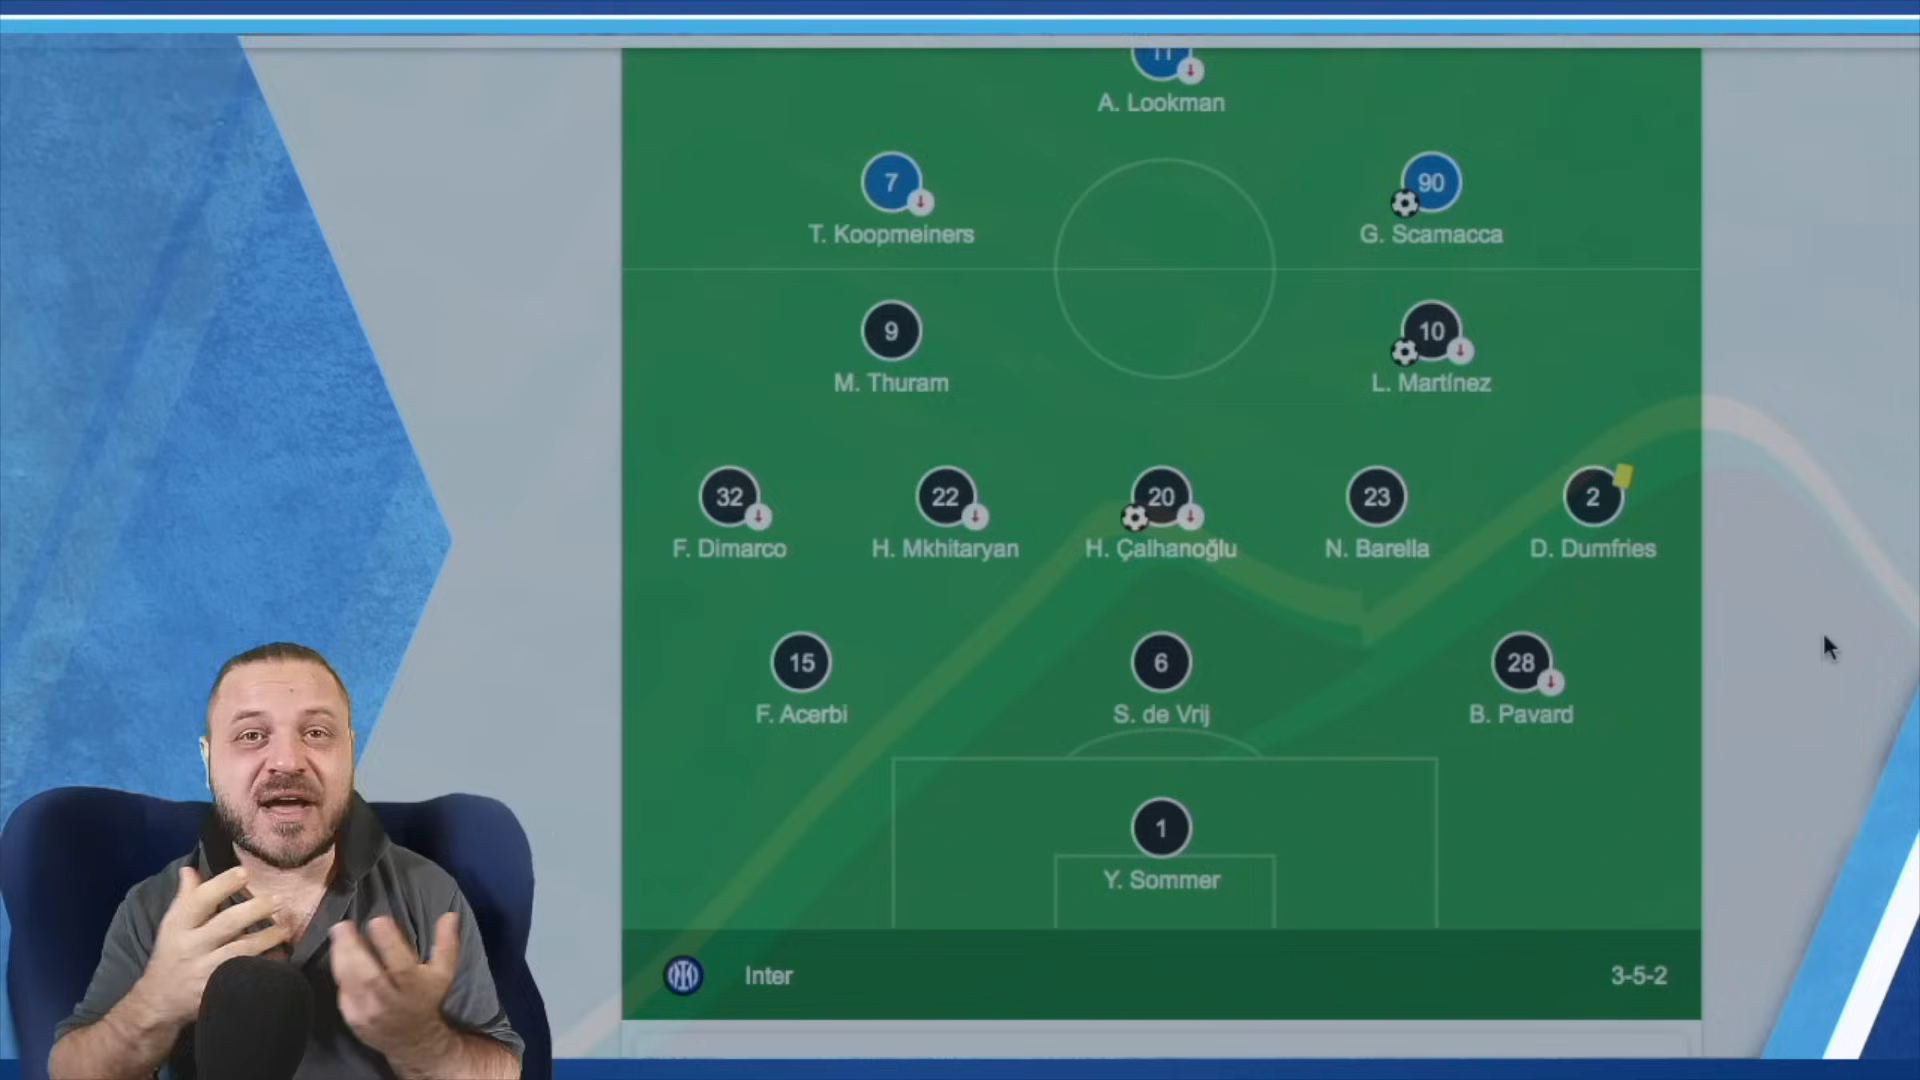 11
A. Lookman
7
90
T. Koopmeiners
G. Scamacca
9
10
M. Thuram
L. Martínez
32
22
20
23
2
F. Dimarco
H. Mkhitaryan
H. Çalhanoğlu
N. Barella
D. Dumfries
15
6
28
F. Acerbi
S. de Vrij
B. Pavard
1
Y. Sommer
Inter
3-5-2